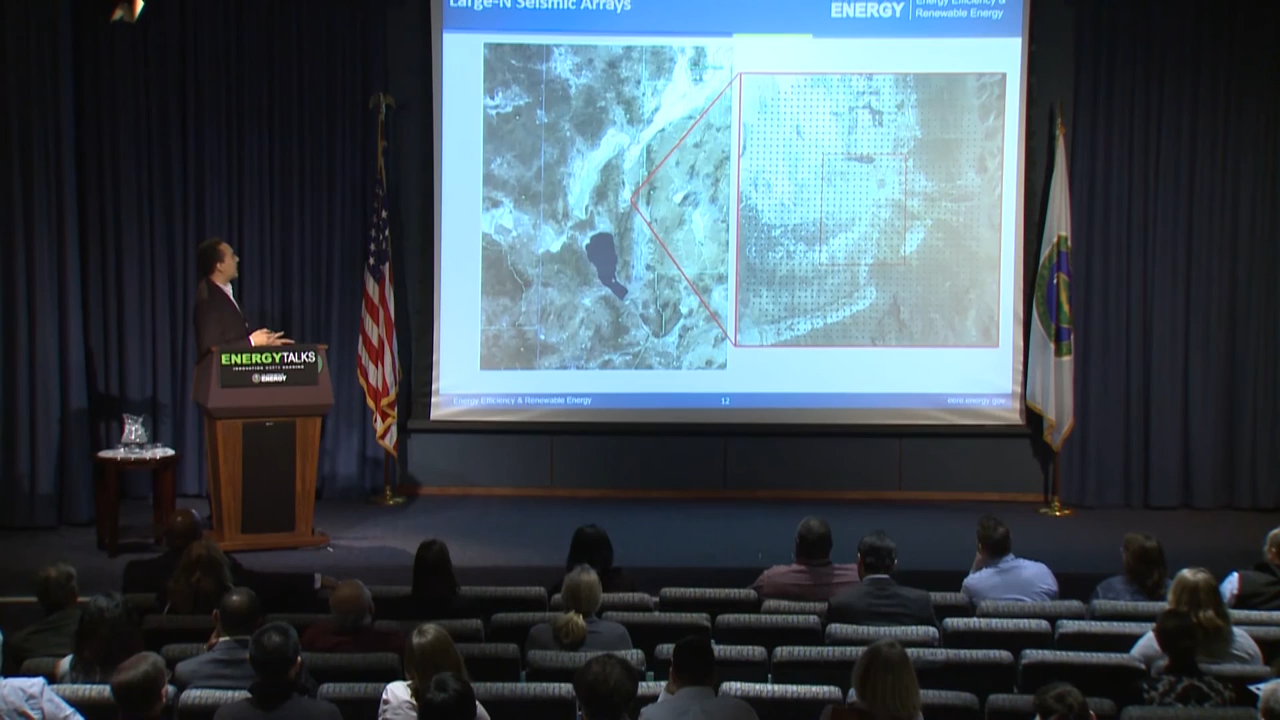 Large-N Seismic Arrays
Energy Efficiency &
ENERGY
Renewable Energy
ENERGYTALKS
ENERGY
Energy Efficiency & Renewable Energy
12
eere.energy.gov